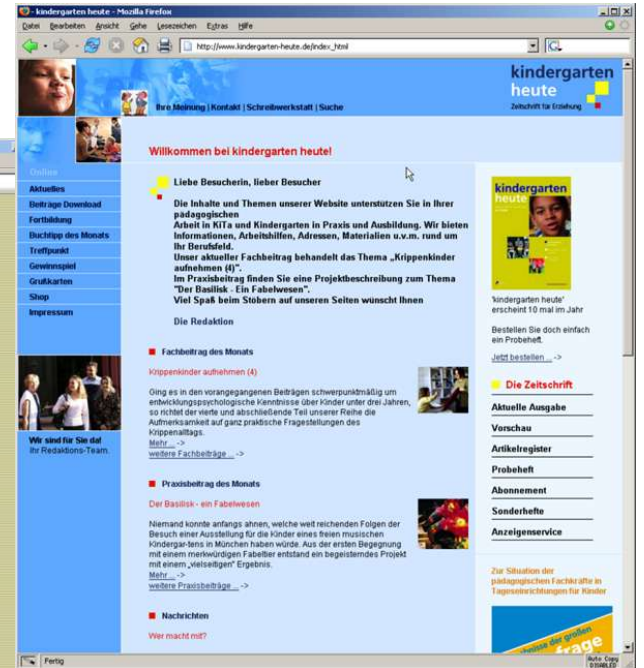 - kindergarten heute - Mozilla Firefox
Datei Bearbeiten Ansicht Gehe Lesezeichen Extras Hilfe
http://www.kindergarten-heute.de/index_html
G
kindergarten
heute
Zeitschrift für Erziehung
Ihre Meinung | Kontakt | Schreibwerkstatt | Suche
Online
Aktuelles
Beiträge Download
Fortbildung
Buchtipp des Monats
Treffpunkt
Gewinnspiel
Grußkarten
Shop
Impressum
Wir sind für Sie da!
Ihr Redaktions-Team.
Willkommen bei kindergarten heute!
Liebe Besucherin, lieber Besucher
Die Inhalte und Themen unserer Website unterstützen Sie in Ihrer
pädagogischen
Arbeit in KiTa und Kindergarten in Praxis und Ausbildung. Wir bieten
Informationen, Arbeitshilfen, Adressen, Materialien u.v.m. rund um
Ihr Berufsfeld.
Unser aktueller Fachbeitrag behandelt das Thema „Krippenkinder
aufnehmen (4)".
Im Praxisbeitrag finden Sie eine Projektbeschreibung zum Thema
"Der Basilisk - Ein Fabelwesen".
Viel Spaß beim Stöbern auf unseren Seiten wünscht Ihnen
Die Redaktion
Fachbeitrag des Monats
Krippenkinder aufnehmen (4)
Ging es in den vorangegangenen Beiträgen schwerpunktmäßig um
entwicklungspsychologische Kenntnisse über Kinder unter drei Jahren,
so richtet der vierte und abschließende Teil unserer Reihe die
Aufmerksamkeit auf ganz praktische Fragestellungen des
Krippenalltags.
Mehr ... ->
weitere Fachbeiträge ... ->
Praxisbeitrag des Monats
Der Basilisk - ein Fabelwesen
Niemand konnte anfangs ahnen, welche weit reichenden Folgen der
Besuch einer Ausstellung für die Kinder eines freien musischen
Kindergar-tens in München haben würde. Aus der ersten Begegnung
mit einem merkwürdigen Fabeltier entstand ein begeisterndes Projekt
mit einem „vielseitigen" Ergebnis.
Mehr ... ->
weitere Praxisbeiträge ... ->
Nachrichten
Wer macht mit?
kindergarten
heute
'kindergarten heute'
erscheint 10 mal im Jahr
Bestellen Sie doch einfach
ein Probeheft.
Jetzt bestellen ... ->
Die Zeitschrift
Aktuelle Ausgabe
Vorschau
Artikelregister
Probeheft
Abonnement
Sonderhefte
Anzeigenservice
Zur Situation der
pädagogischen Fachkräfte in
Tageseinrichtungen für Kinder
der großen
frage
Fertig
Auto Copy
DISABLED